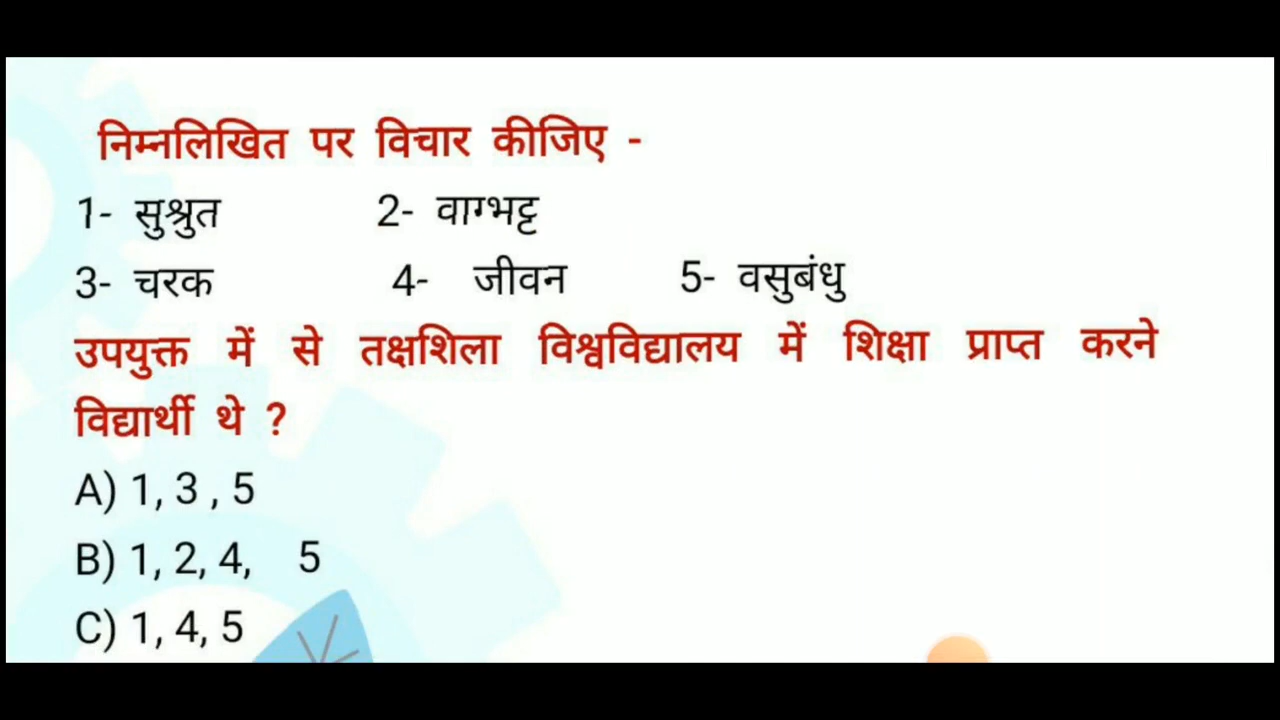 निम्नलिखित पर विचार कीजिए -
1- सुश्रुत 2- वाग्भट्ट
3- चरक 4- जीवन 5- वसुबंधु
उपयुक्त में से तक्षशिला विश्वविद्यालय में शिक्षा प्राप्त करने
विद्यार्थी थे ?
A) 1, 3 , 5
B) 1, 2, 4, 5
C) 1, 4, 5